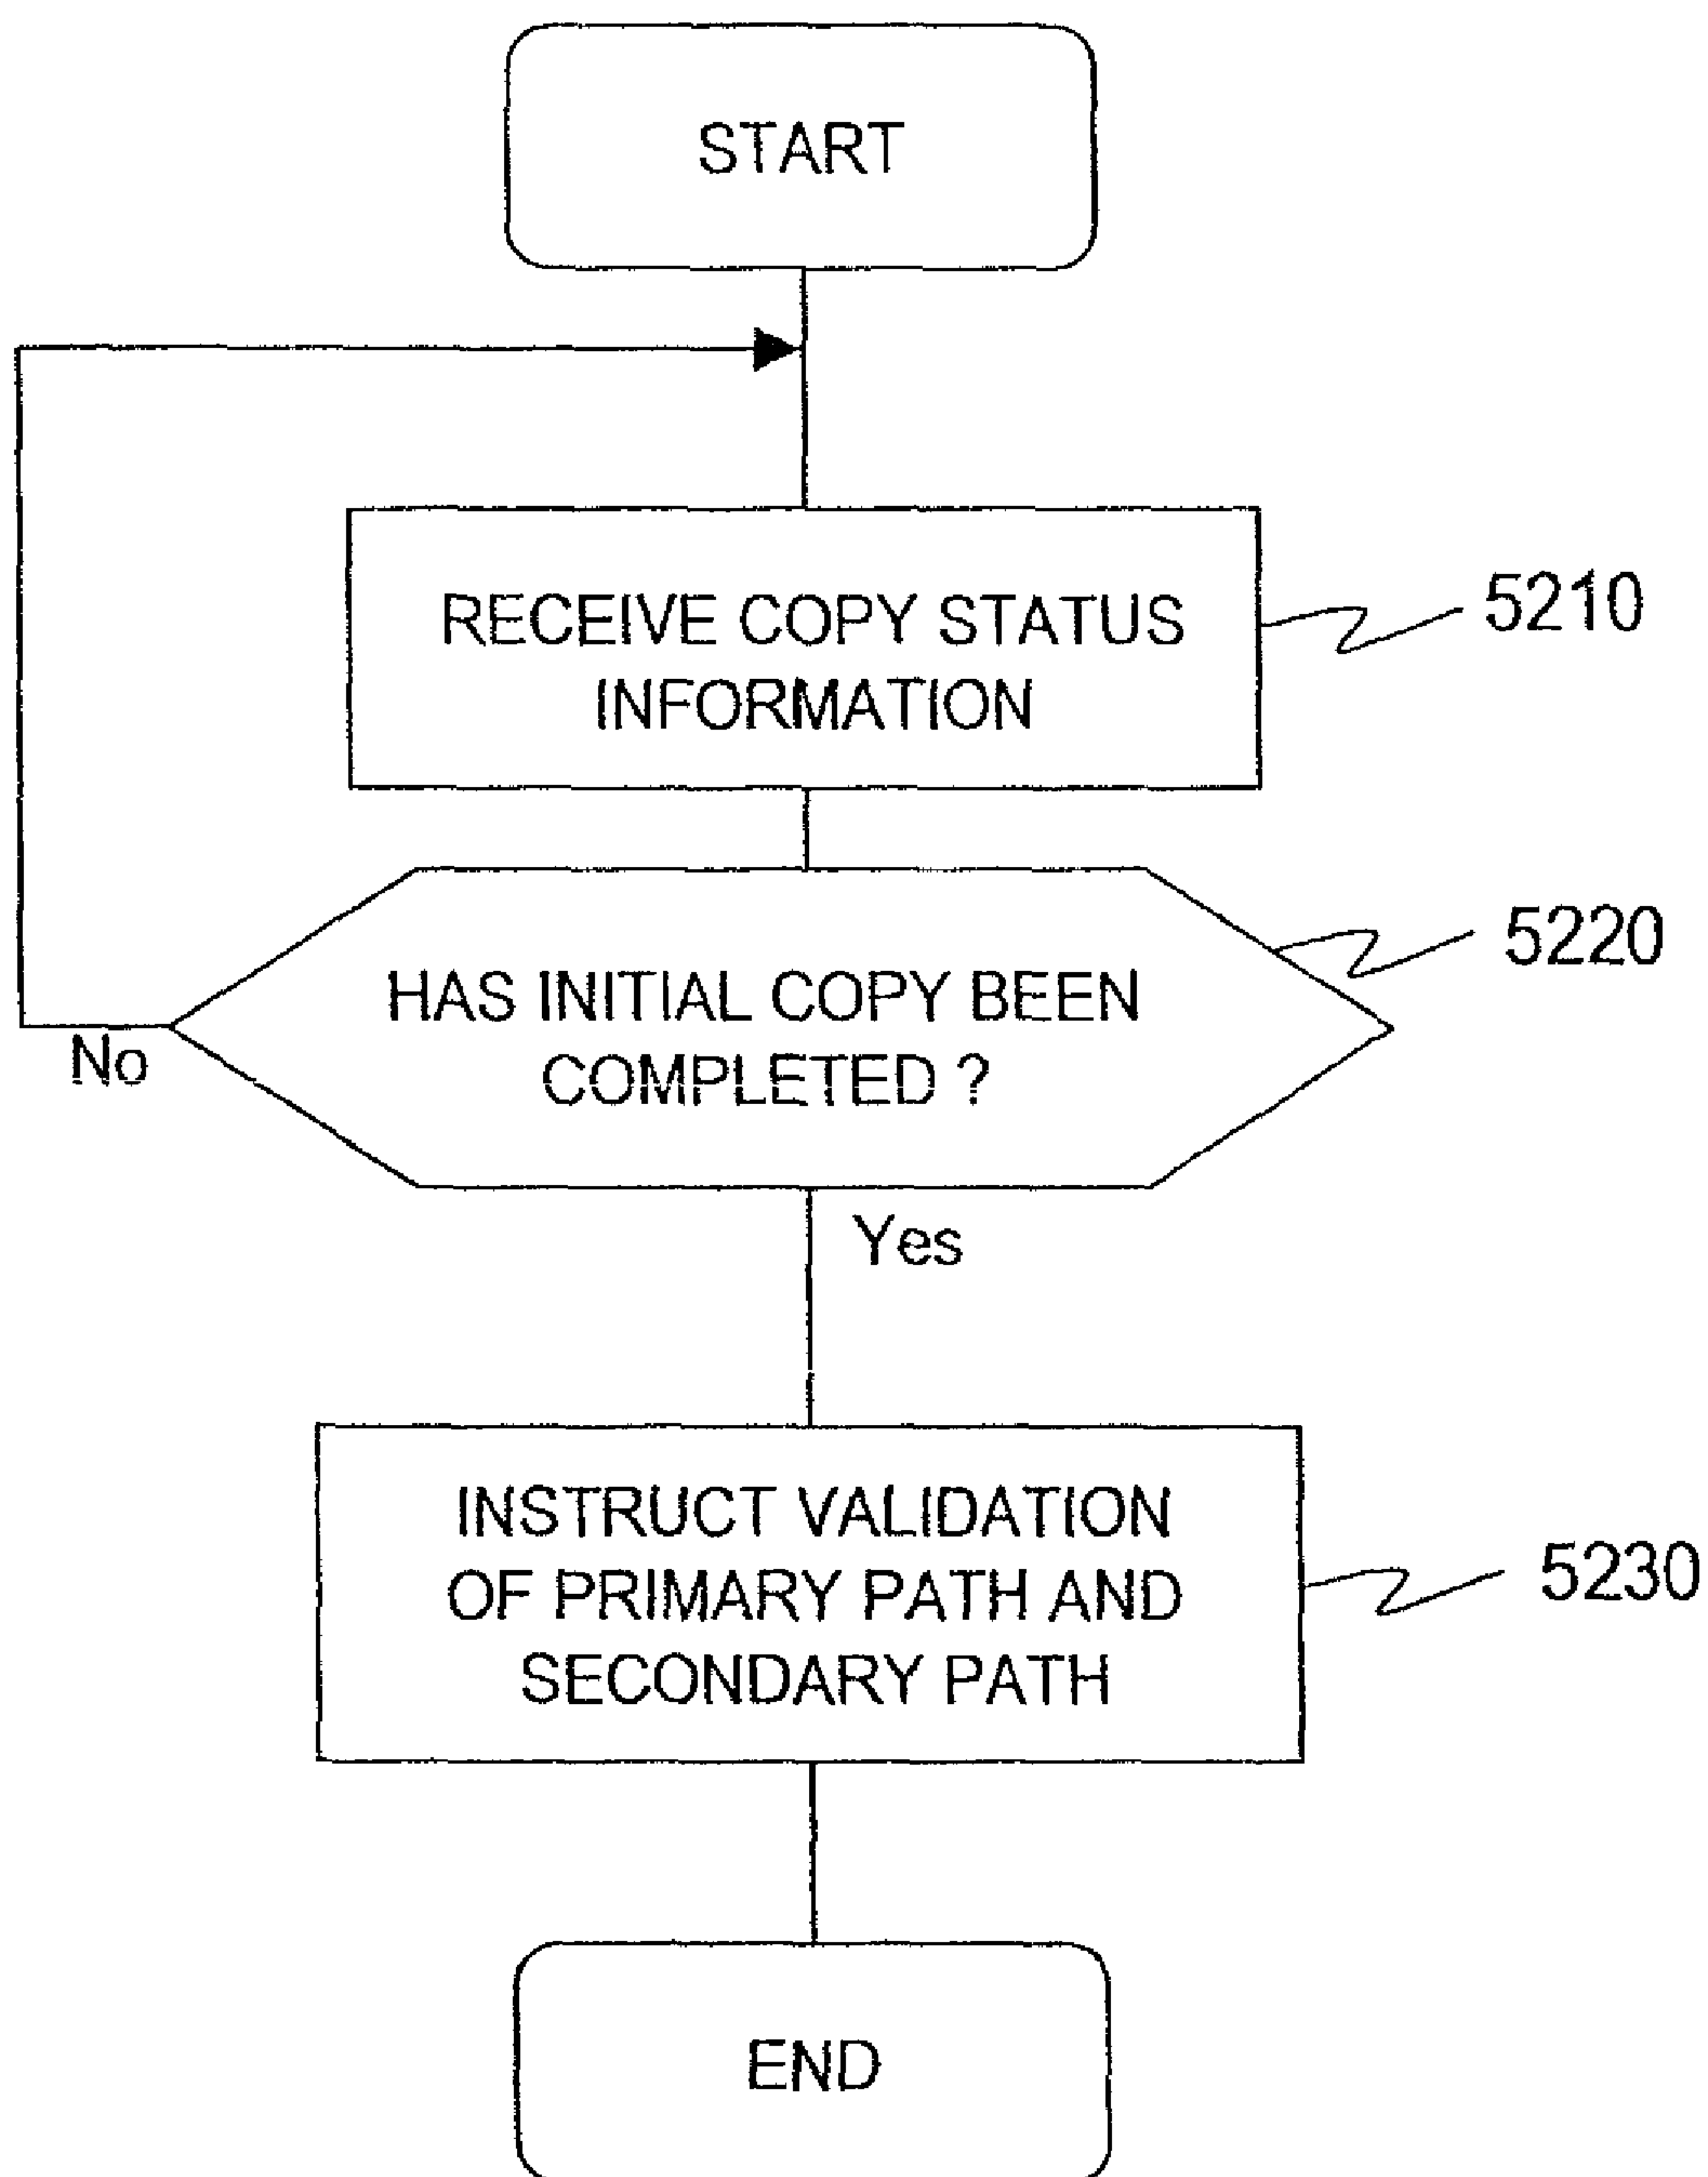 START
RECEIVE COPY STATUS
INFORMATION
5210
HAS INITIAL COPY BEEN
COMPLETED ?
5220
No
Yes
INSTRUCT VALIDATION
OF PRIMARY PATH AND
SECONDARY PATH
5230
END